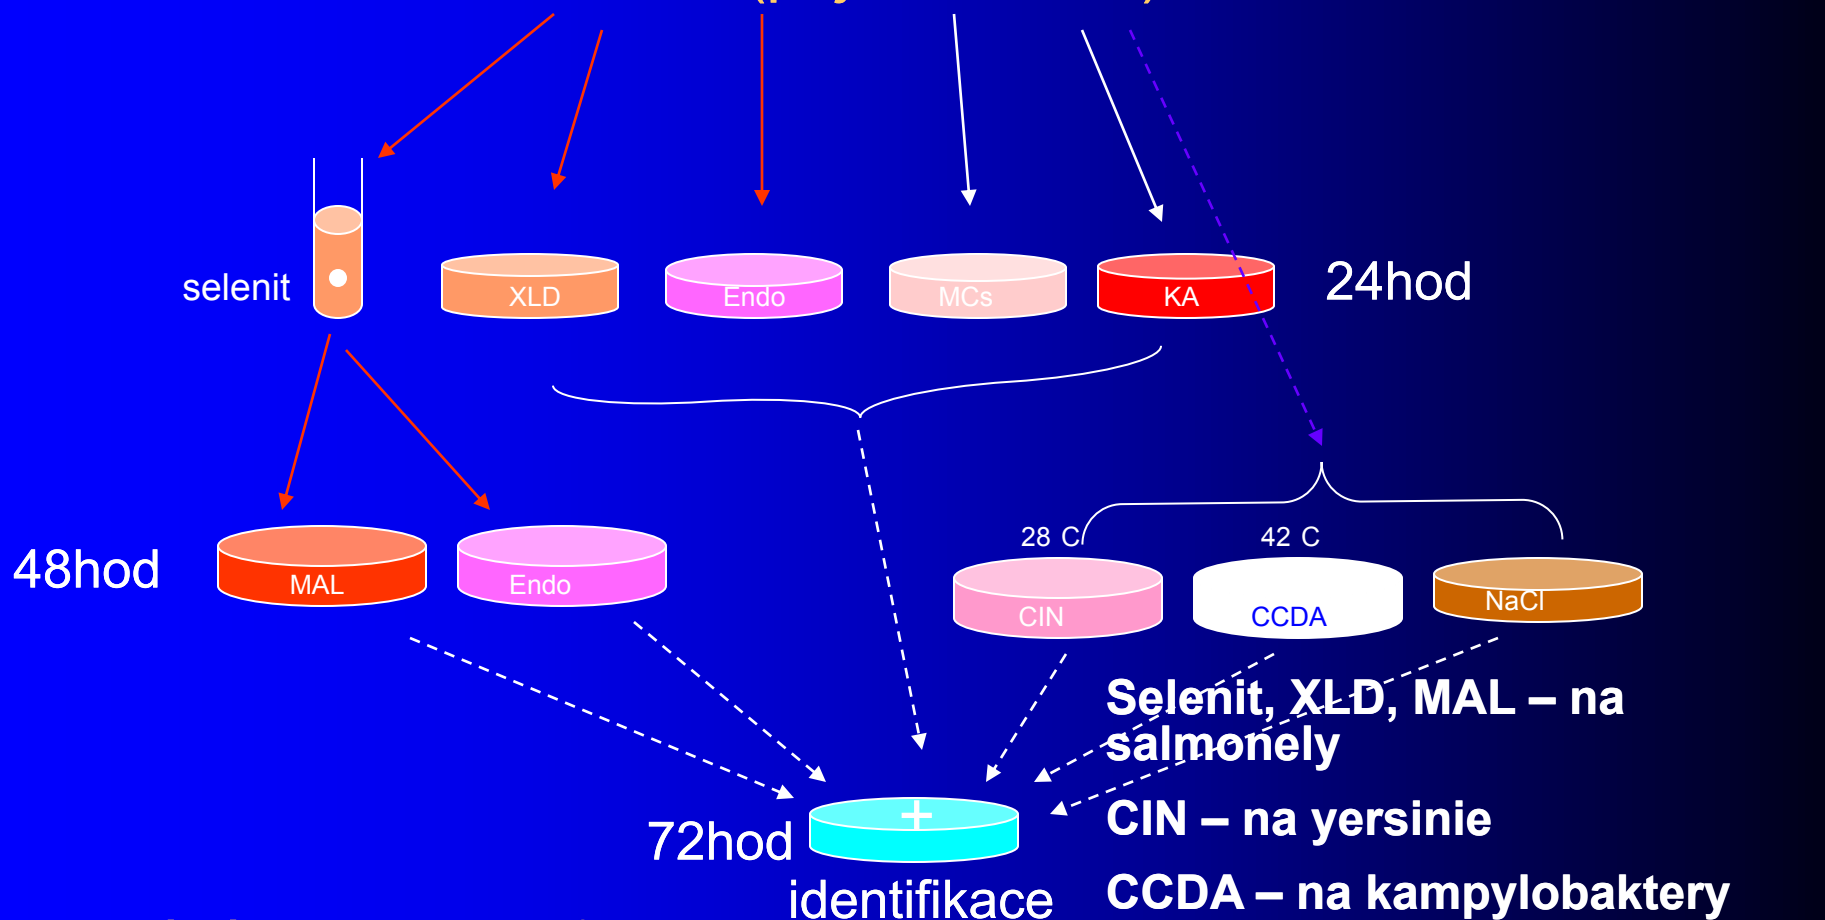 selenit
XLD
Endo
MCs
KA
24hod
48hod
MAL
Endo
28 C
42 C
CIN
CCDA
NaCl
Selenit, XLD, MAL – na
salmonely
CIN – na yersinie
72hod
+
identifikace
CCDA – na kampylobaktery